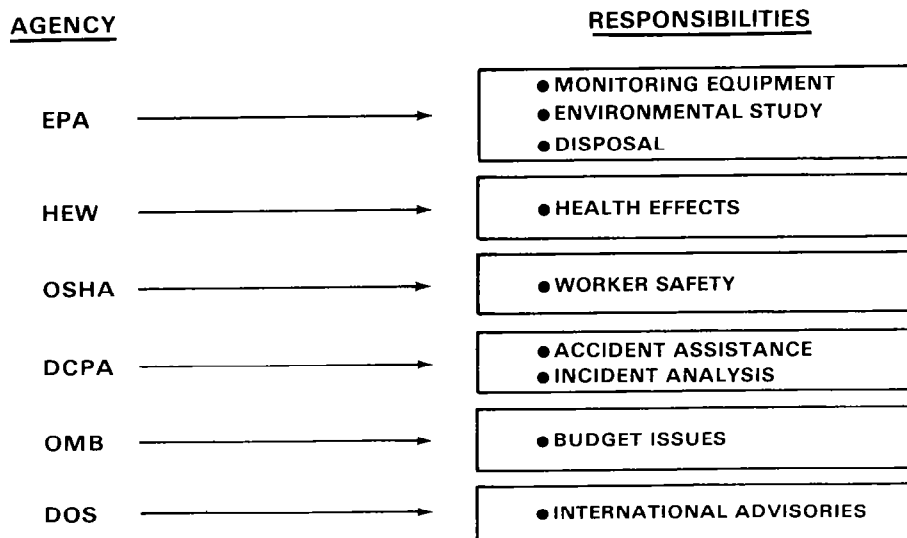 AGENCY
RESPONSIBILITIES
EPA
● MONITORING EQUIPMENT
● ENVIRONMENTAL STUDY
● DISPOSAL
HEW
● HEALTH EFFECTS
OSHA
● WORKER SAFETY
DCPA
● ACCIDENT ASSISTANCE
● INCIDENT ANALYSIS
OMB
● BUDGET ISSUES
DOS
● INTERNATIONAL ADVISORIES